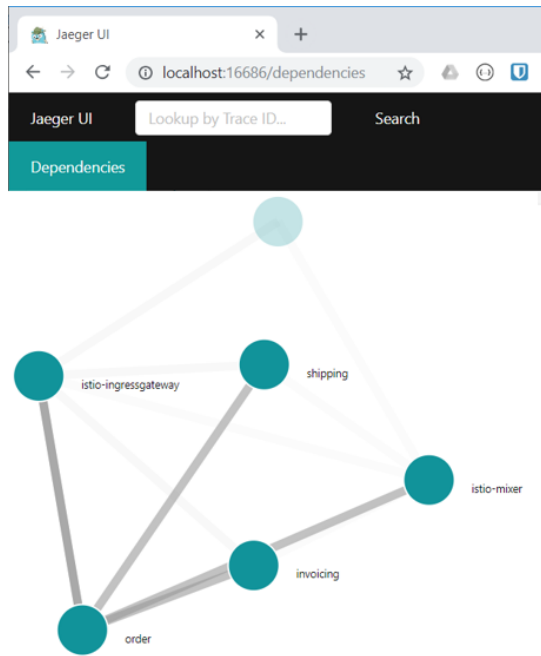 Jaeger UI
localhost:16686/dependencies
Jaeger UI Lookup by Trace ID... Search
Dependencies
shipping
istio-ingressgateway
istio-mixer
invoicing
order